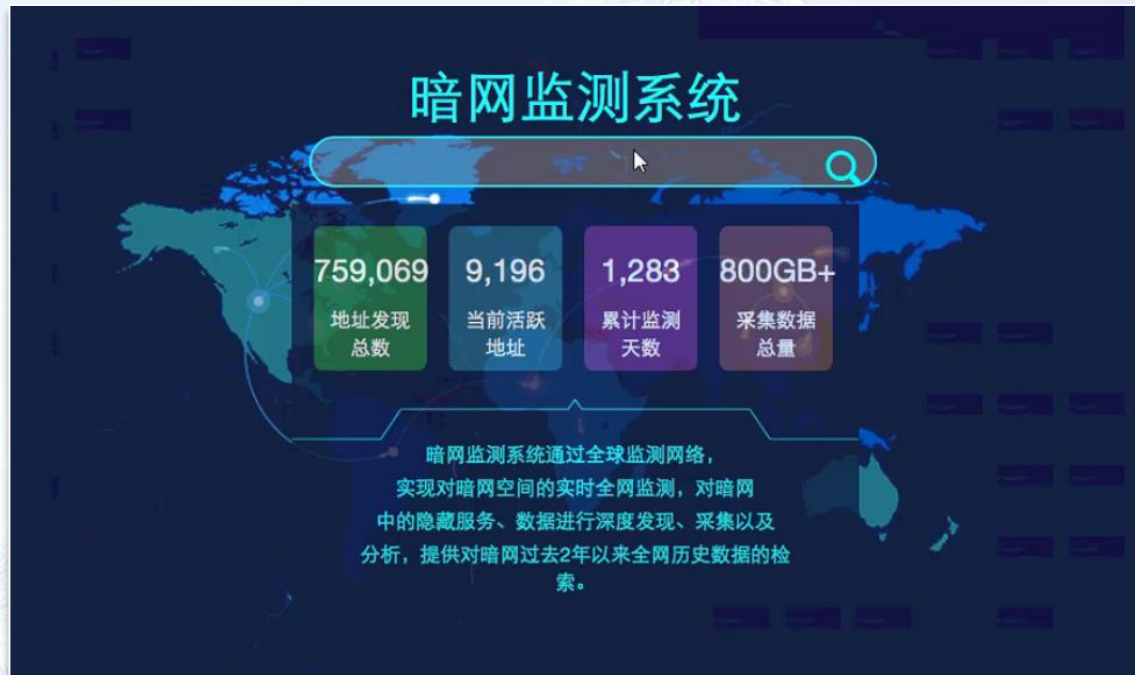 暗网监测系统
759,069
地址发现
总数
9,196
当前活跃
地址
1,283
累计监测
天数
800GB+
采集数据
总量
暗网监测系统通过全球监测网络，
实现对暗网空间的实时全网监测，对暗网
中的隐藏服务、数据进行深度发现、采集以及
分析，提供对暗网过去2年以来全网历史数据的检
索。